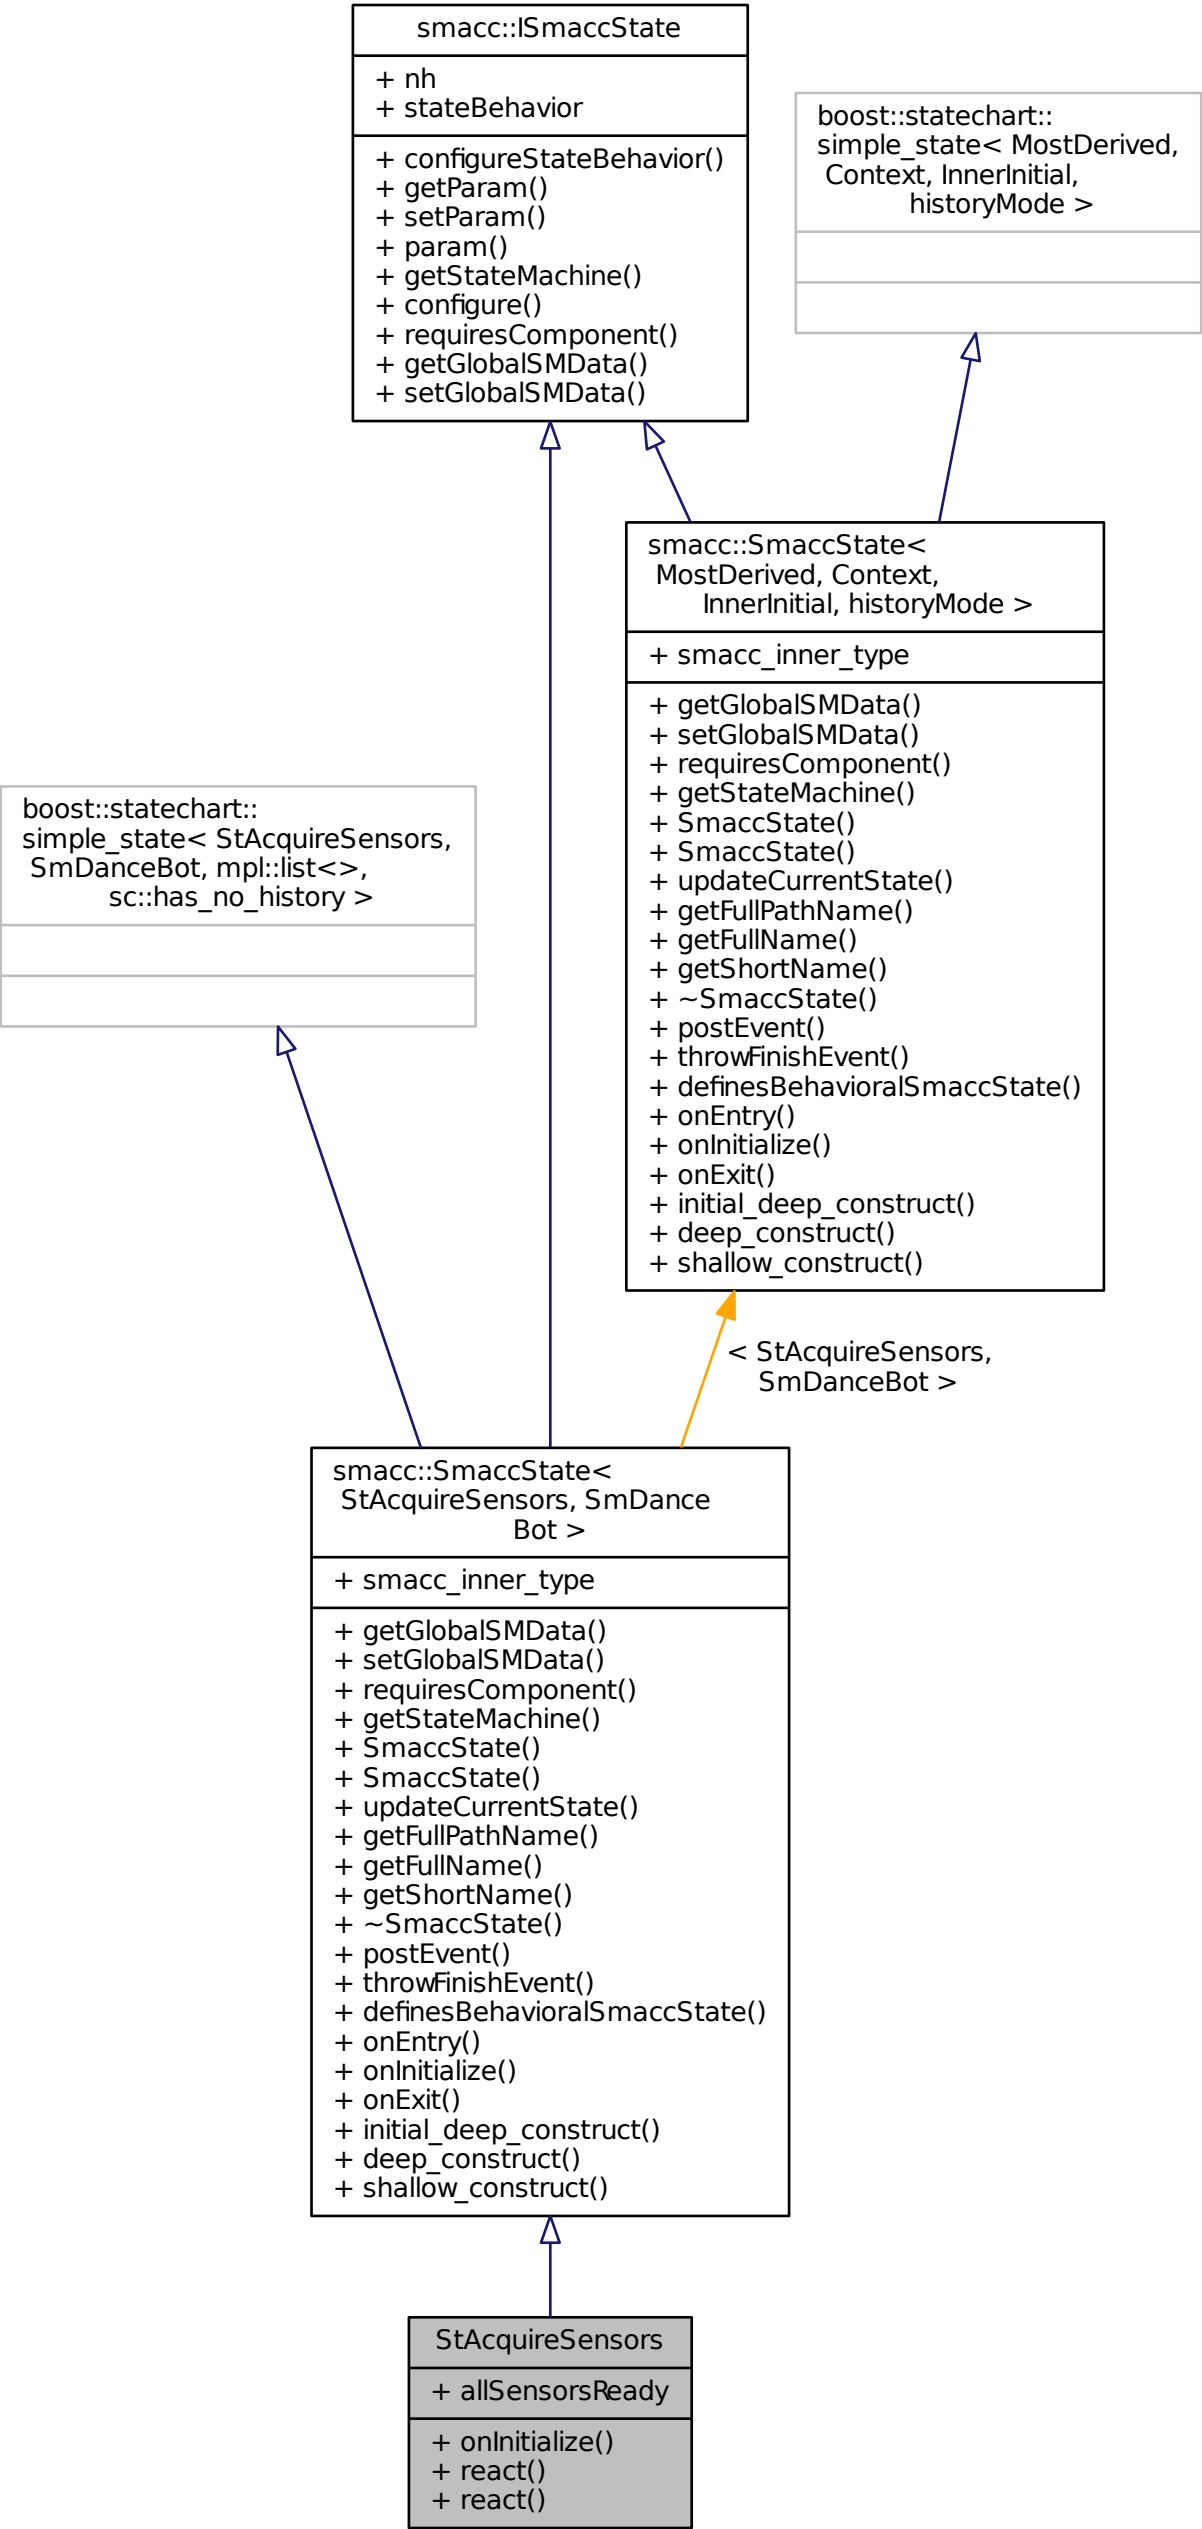 smacc::ISmaccState
+ nh
+ stateBehavior
+ configureStateBehavior()
+ getParam()
+ setParam()
+ param()
+ getStateMachine()
+ configure()
+ requiresComponent()
+ getGlobalSMData()
+ setGlobalSMData()
boost::statechart::
simple_state< MostDerived,
Context, InnerInitial,
historyMode >
smacc::SmaccState<
MostDerived, Context,
InnerInitial, historyMode >
+ smacc_inner_type
+ getGlobalSMData()
+ setGlobalSMData()
+ requiresComponent()
+ getStateMachine()
+ SmaccState()
+ SmaccState()
+ updateCurrentState()
+ getFullPathName()
+ getFullName()
+ getShortName()
+ ~SmaccState()
+ postEvent()
+ throwFinishEvent()
+ definesBehavioralSmaccState()
+ onEntry()
+ onInitialize()
+ onExit()
+ initial_deep_construct()
+ deep_construct()
+ shallow_construct()
boost::statechart::
simple_state< StAcquireSensors,
SmDanceBot, mpl::list<>,
sc::has_no_history >
< StAcquireSensors,
SmDanceBot >
smacc::SmaccState<
StAcquireSensors, SmDance
Bot >
+ smacc_inner_type
+ getGlobalSMData()
+ setGlobalSMData()
+ requiresComponent()
+ getStateMachine()
+ SmaccState()
+ SmaccState()
+ updateCurrentState()
+ getFullPathName()
+ getFullName()
+ getShortName()
+ ~SmaccState()
+ postEvent()
+ throwFinishEvent()
+ definesBehavioralSmaccState()
+ onEntry()
+ onInitialize()
+ onExit()
+ initial_deep_construct()
+ deep_construct()
+ shallow_construct()
StAcquireSensors
+ allSensorsReady
+ onInitialize()
+ react()
+ react()